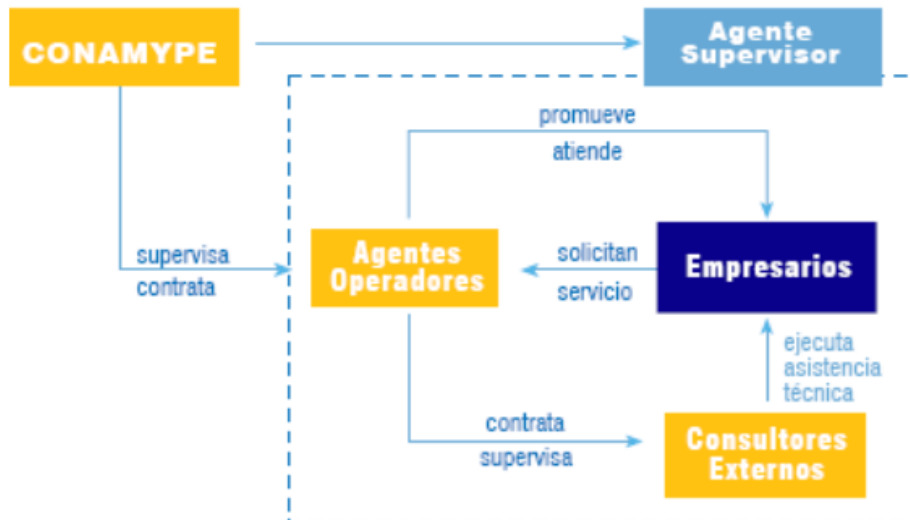 CONAMYPE
Agente
Supervisor
promueve
atiende
supervisa
contrata
Agentes
Operadores
solicitan
servicio
Empresarios
ejecuta
asistencia
técnica
contrata
supervisa
Consultores
Externos